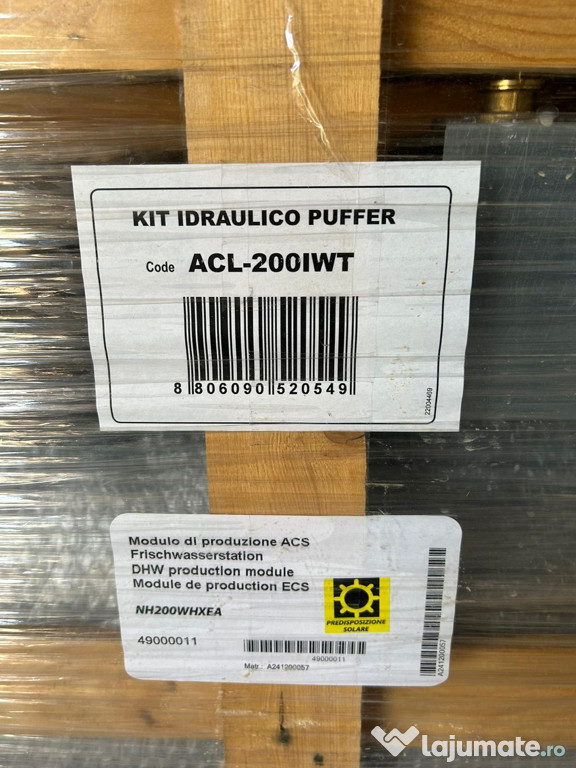 KIT IDRAULICO PUFFER
Code ACL-200IWT
8 806090 520549
22004469
Modulo di produzione ACS
Frischwasserstation
DHW production module
Module de production ECS
NH200WHXEA
PREDISPOSIZIONE
SOLARE
49000011
49000011
Matr. A241200057
A241200057
lajumate.ro